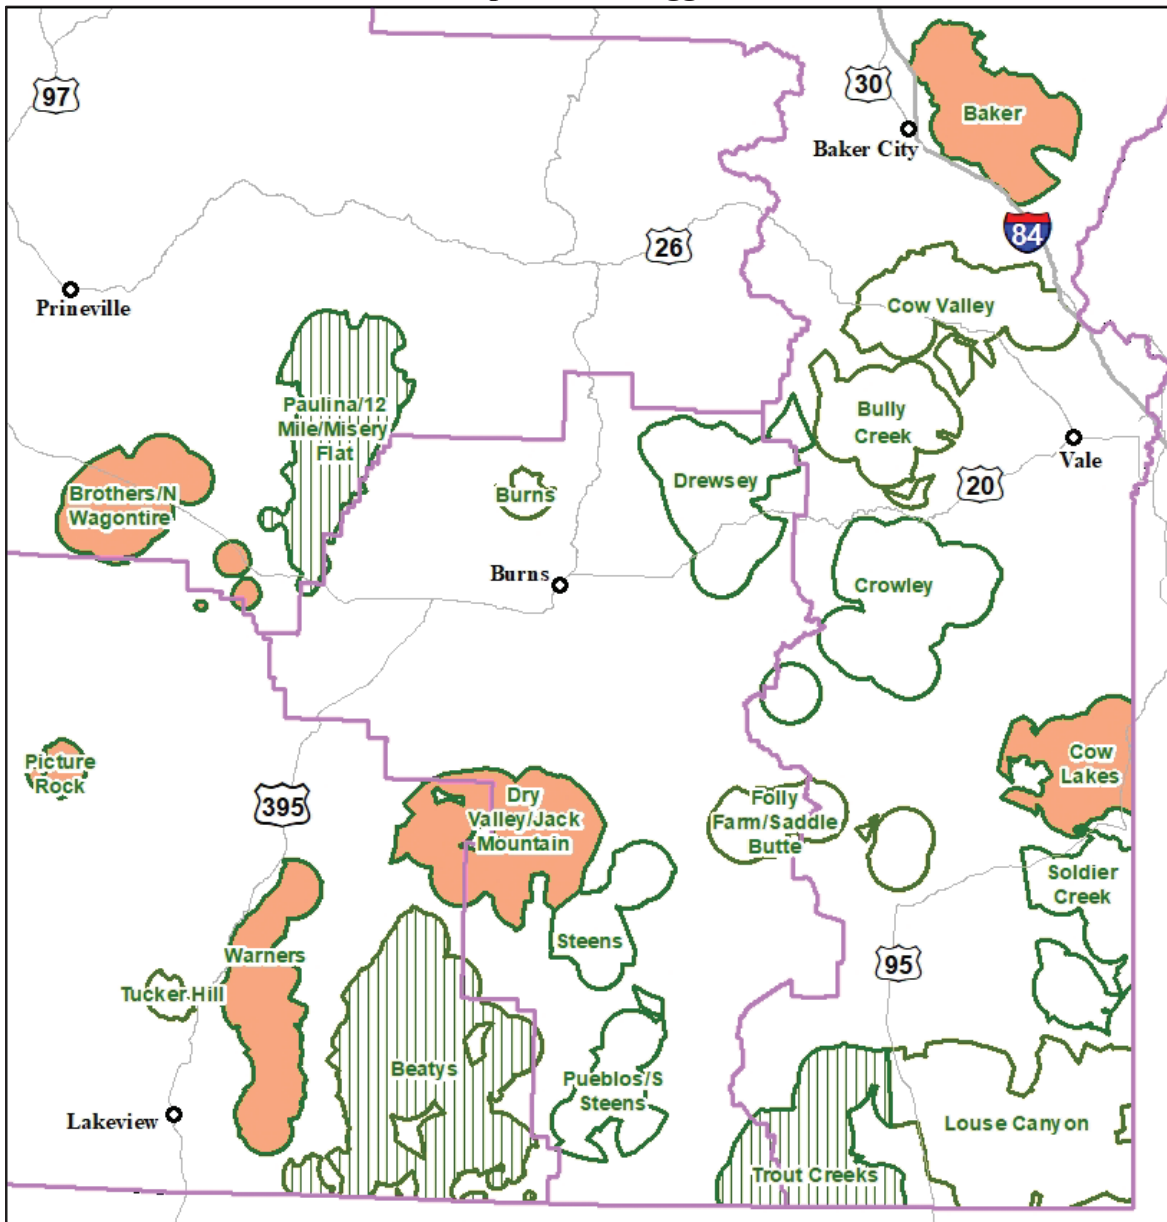 97
30
Baker
Baker City
84
26
Prineville
Cow Valley
Paulina/12
Mile/Misery
Flat
Bully
Creek
Vale
Brothers/N
Wagontire
Burns
Drewsey
20
Burns
Crowley
Picture
Rock
395
Dry
Valley/Jack
Mountain
Folly
Farm/Saddle
Butte
Cow
Lakes
Soldier
Creek
Steens
Warners
95
Tucker Hill
Beatys
Pueblos/S
Steens
Lakeview
Louse Canyon
Trout Creeks